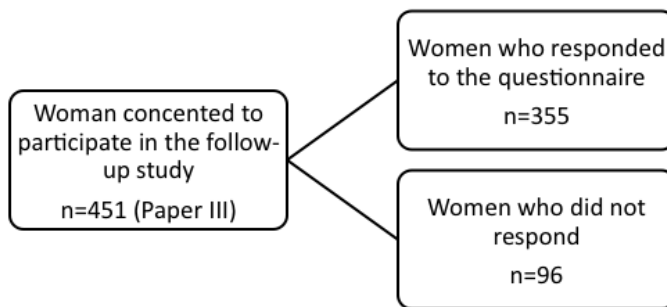 Woman concented to
participate in the follow-
up study
n=451 (Paper III)
Women who responded
to the questionnaire
n=355
Women who did not
respond
n=96